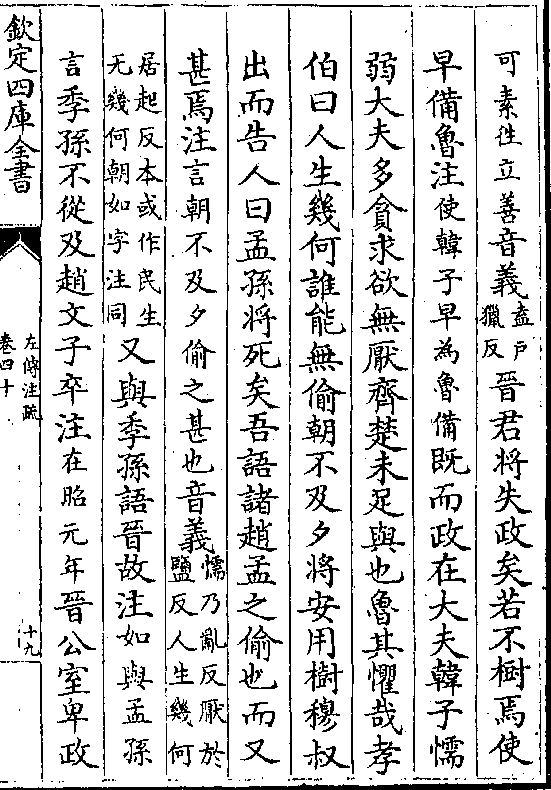 可素徃立善音義盍戸獵反晉君將失政矣若不樹焉使
早備魯注使韓子早為魯備既而政在大夫韓子懦
弱大夫多貪求欲無厭齊楚未足與也魯其懼哉孝
伯曰人生幾何誰能無偷朝不及夕將安用樹穆叔
出而告人曰孟孫將死矣吾語諸趙孟之偷也而又
甚焉注言朝不及夕偷之甚也音義懦乃亂反厭於鹽反人生幾何
居起反本或作民生无幾何朝如字注同又與季孫語晉故注如與孟孫
言季孫不從及趙文子卒注在昭元年晉公室卑政
欽定四庫全書
左傳注疏
卷四十
十九